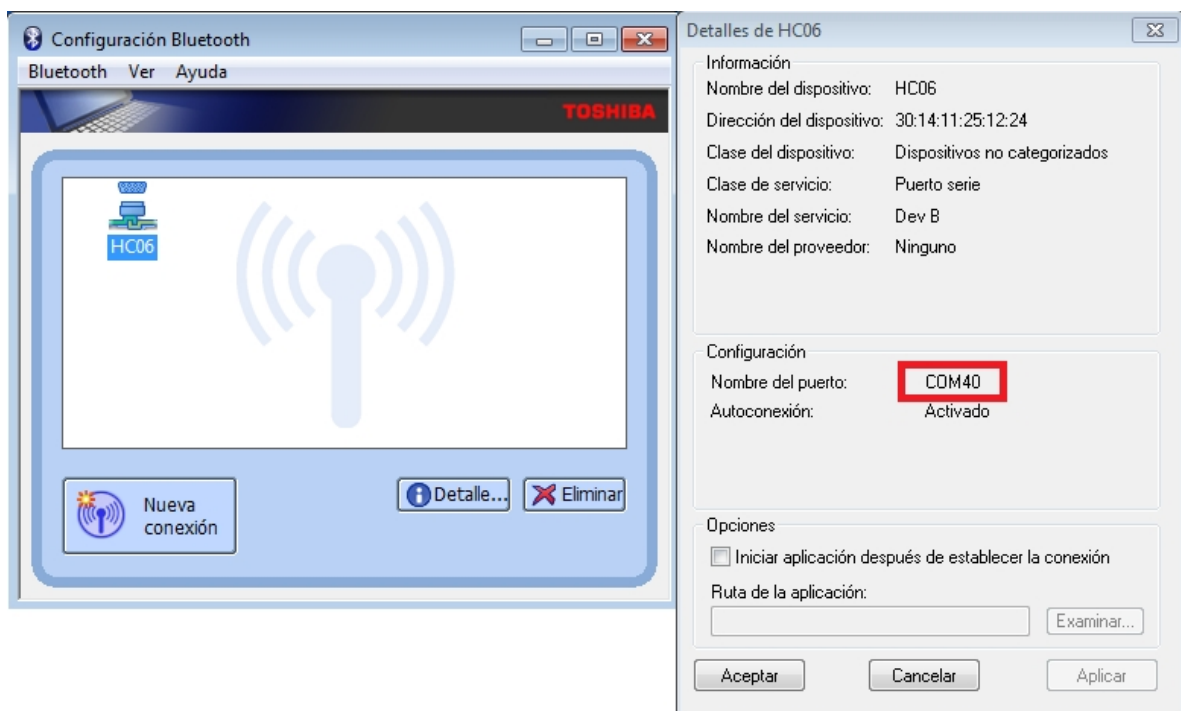 Configuración Bluetooth
Bluetooth Ver Ayuda
TOSHIBA
HC06
Nueva
conexión
Detalle...
Eliminar
Detalles de HC06
Información
Nombre del dispositivo: HC06
Dirección del dispositivo: 30:14:11:25:12:24
Clase del dispositivo: Dispositivos no categorizados
Clase de servicio: Puerto serie
Nombre del servicio: Dev B
Nombre del proveedor: Ninguno
Configuración
Nombre del puerto: COM40
Autoconexión: Activado
Opciones
Iniciar aplicación después de establecer la conexión
Ruta de la aplicación:
Examinar...
Aceptar Cancelar Aplicar